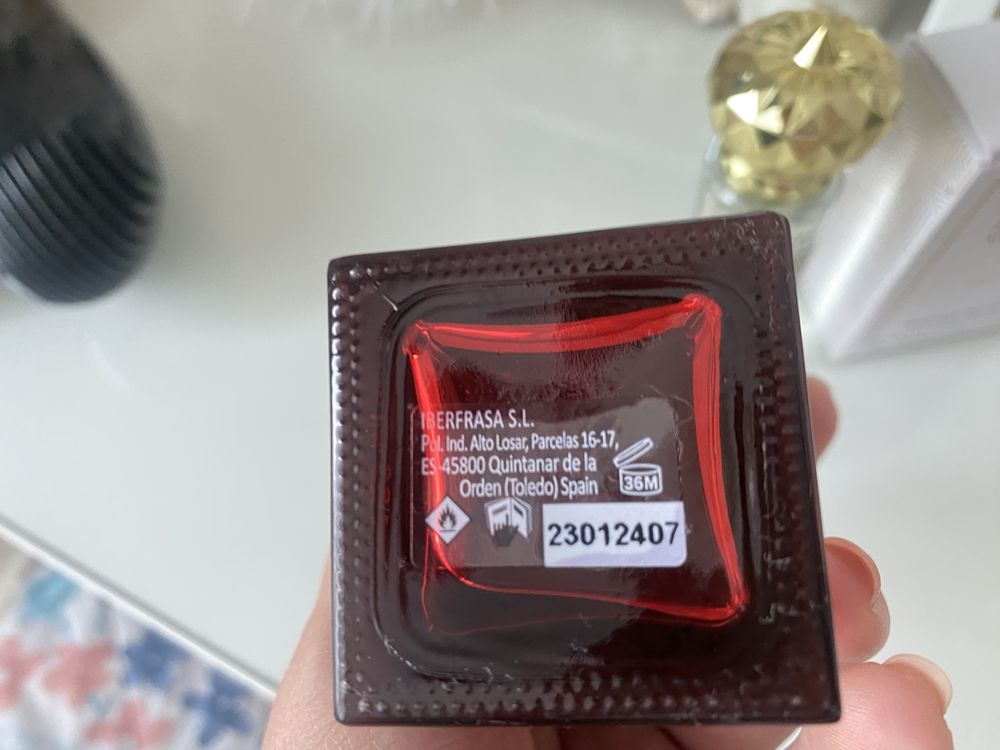 IBERFRASA S.L.
Pol. Ind. Alto Losar, Parcelas 16-17,
ES-45800 Quintanar de la
Orden (Toledo) Spain
36M
23012407